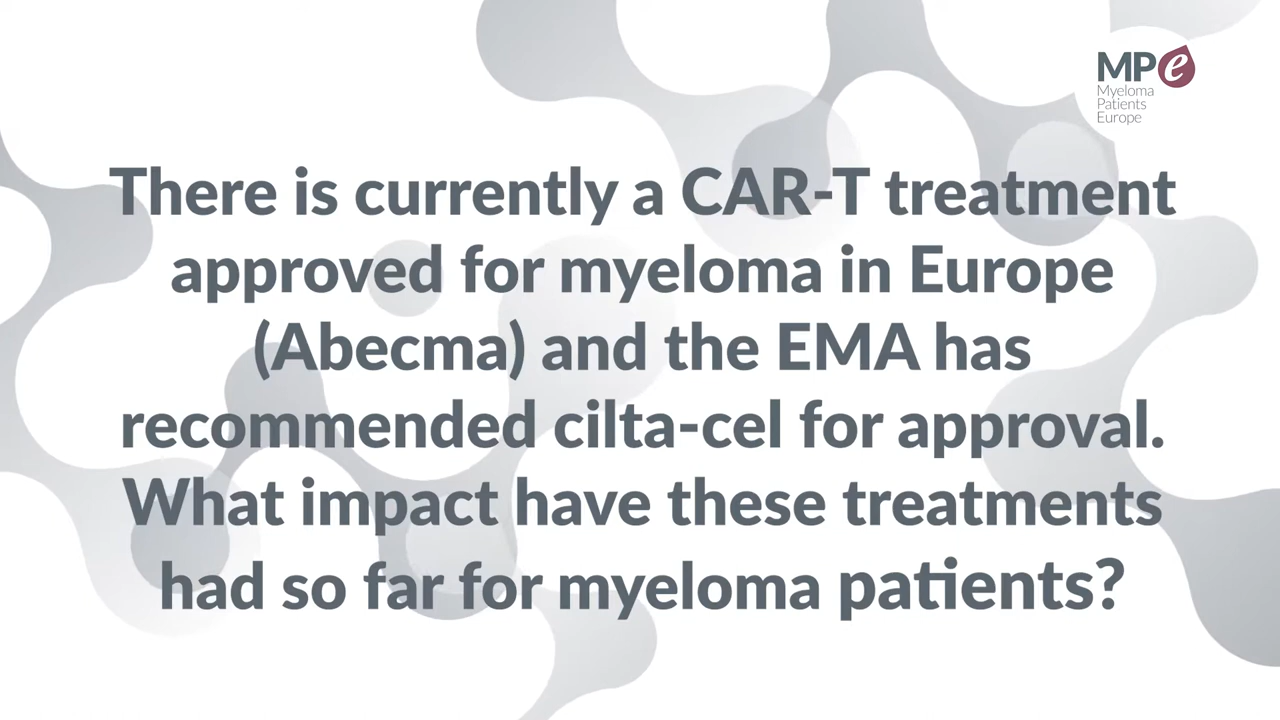 MPe
Myeloma
Patients
Europe
There is currently a CAR-T treatment
approved for myeloma in Europe
(Abecma) and the EMA has
recommended cilta-cel for approval.
What impact have these treatments
had so far for myeloma patients?